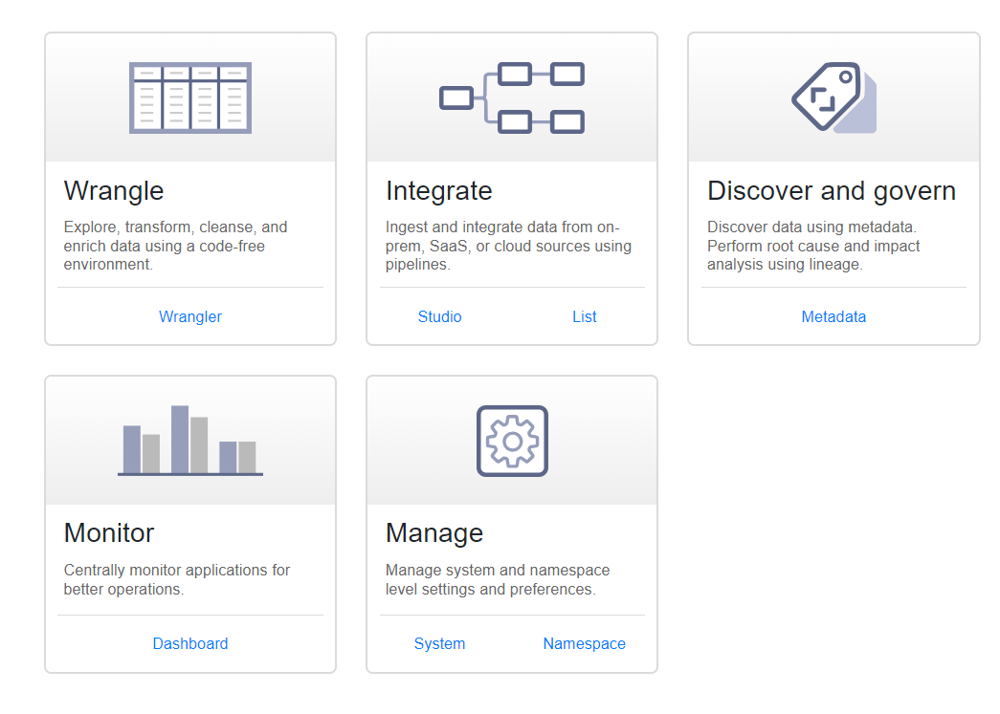 Wrangle
Explore, transform, cleanse, and
enrich data using a code-free
environment.
Wrangler
Integrate
Ingest and integrate data from on-
prem, SaaS, or cloud sources using
pipelines.
Studio
List
Discover and govern
Discover data using metadata.
Perform root cause and impact
analysis using lineage.
Metadata
Monitor
Centrally monitor applications for
better operations.
Dashboard
Manage
Manage system and namespace
level settings and preferences.
System
Namespace